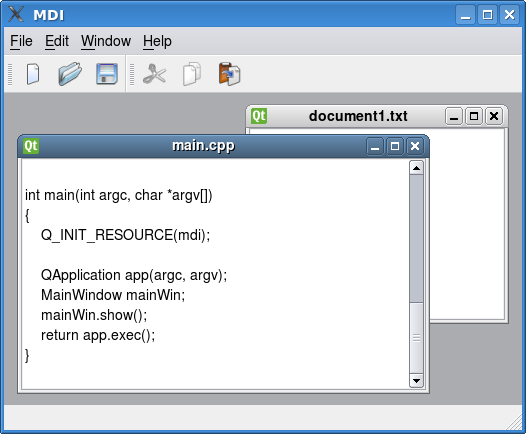 MDI
File Edit Window Help
Qt document1.txt
Qt main.cpp
int main(int argc, char *argv[])
{
    Q_INIT_RESOURCE(mdi);

    QApplication app(argc, argv);
    MainWindow mainWin;
    mainWin.show();
    return app.exec();
}